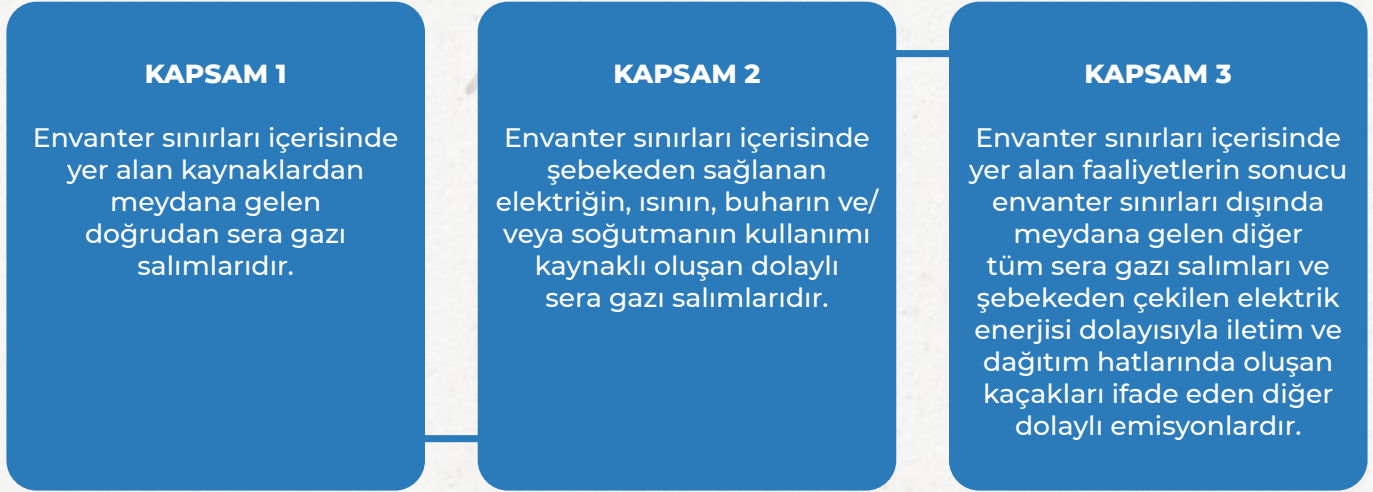 KAPSAM 1
Envanter sınırları içerisinde
yer alan kaynaklardan
meydana gelen
doğrudan sera gazı
salımlarıdır.
KAPSAM 2
Envanter sınırları içerisinde
şebekeden sağlanan
elektriğin, ısının, buharın ve/
veya soğutmanın kullanımı
kaynaklı oluşan dolaylı
sera gazı salımlarıdır.
KAPSAM 3
Envanter sınırları içerisinde
yer alan faaliyetlerin sonucu
envanter sınırları dışında
meydana gelen diğer
tüm sera gazı salımları ve
şebekeden çekilen elektrik
enerjisi dolayısıyla iletim ve
dağıtım hatlarında oluşan
kaçakları ifade eden diğer
dolaylı emisyonlardır.